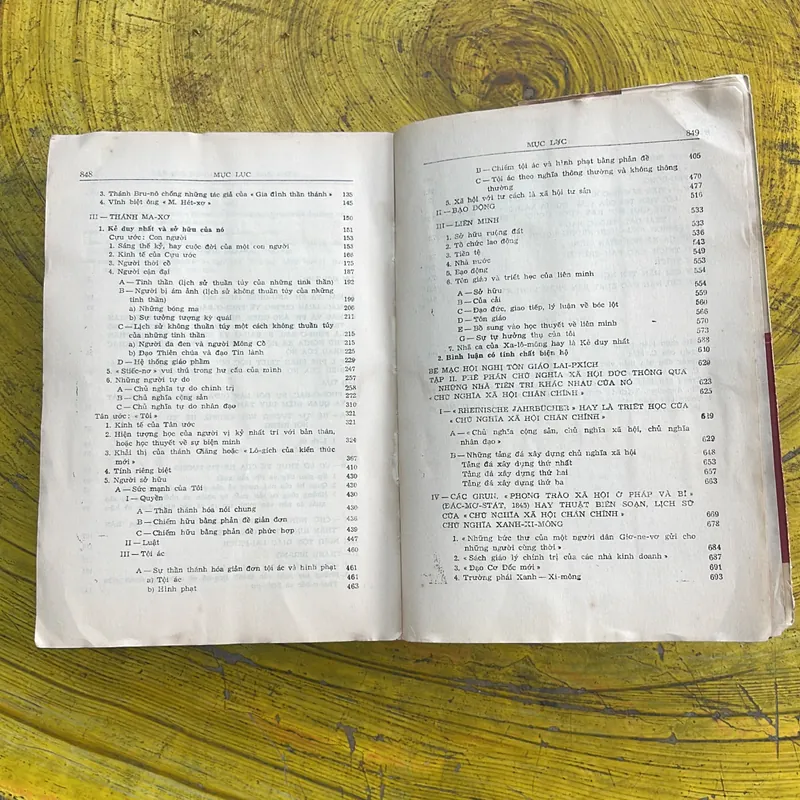 848 MỤC LỤC
3. Thánh Bru-nô chống những tác giả của « Gia đình thần thánh » 135
4. Vĩnh biệt ông « M. Hét-xơ » 145
III — THÁNH MA-XƠ 150
1. Kẻ duy nhất và sở hữu của nó 151
Cựu ước: Con người 153
1. Sáng thế kỷ, hay cuộc đời của một con người 153
2. Kinh tế của Cựu ước 166
3. Người thời cổ 175
4. Người cận đại 187
A — Tinh thần (lịch sử thuần túy của những tinh thần) 192
B — Người bị ám ảnh (lịch sử không thuần túy của những
tinh thần) 199
a) Những bóng ma 206
b) Sự tưởng tượng kỳ quái 211
C — Lịch sử không thuần túy một cách không thuần túy
của những tinh thần 215
a) Người da đen và người Mông Cổ 215
b) Đạo Thiên chúa và đạo Tin lành
D — Hệ thống giáo phẩm
5. « Stiếc-nơ » vui thú trong hư cấu của mình
6. Những người tự do 257
A — Chủ nghĩa tự do chính trị 257
B — Chủ nghĩa cộng sản
C — Chủ nghĩa tự do nhân đạo
Tân ước: « Tôi » 321
1. Kinh tế của Tân ước 321
2. Hiện tượng học của người vị kỷ nhất trí với bản thân,
hoặc học thuyết về sự biện minh 324
3. Khải thị của thánh Giăng hoặc « Lô-gích của kiến thức
mới » 367
4. Tính riêng biệt 410
5. Người sở hữu 430
A — Sức mạnh của Tôi 430
I — Quyền 430
A — Thần thánh hóa nói chung 430
B — Chiếm hữu bằng phản đề giản đơn
C — Chiếm hữu bằng phản đề phức hợp 439
II — Luật 447
III — Tội ác 460
A — Sự thần thánh hóa giản đơn tội ác và hình phạt 461
a) Tội ác 461
b) Hình phạt 463
MỤC LỤC 849
B — Chiếm tội ác và hình phạt bằng phản đề 465
C — Tội ác theo nghĩa thông thường và không thông
thường 470
5. Xã hội với tư cách là xã hội tư sản 477
II — BẠO ĐỘNG 516
III — LIÊN MINH 533
1. Sở hữu ruộng đất 533
2. Tổ chức lao động 536
3. Tiền tệ 543
4. Nhà nước 549
5. Bạo động 553
6. Tôn giáo và triết học của liên minh 554
A — Sở hữu 554
B — Của cải 559
C — Đạo đức, giao tiếp, lý luận về bóc lột 560
D — Tôn giáo 566
E — Bổ sung vào học thuyết về liên minh 570
G — Sự tự hưởng thụ của tôi 573
7. Nhã ca của Xa-lô-mông hay là Kẻ duy nhất 588
2. Bình luận có tính chất biện hộ 610
BẾ MẠC HỘI NGHỊ TÔN GIÁO LAI-PXÍCH 620
TẬP II. PHÊ PHÁN CHỦ NGHĨA XÃ HỘI ĐỨC THÔNG QUA
NHỮNG NHÀ TIÊN TRI KHÁC NHAU CỦA NÓ 623
« CHỦ NGHĨA XÃ HỘI CHÂN CHÍNH » 625
I — « RHEINISCHE JAHRBÜCHER » HAY LÀ TRIẾT HỌC CỦA
« CHỦ NGHĨA XÃ HỘI CHÂN CHÍNH »
A — « Chủ nghĩa cộng sản, chủ nghĩa xã hội, chủ nghĩa
nhân đạo » 629
B — Những tảng đá xây dựng chủ nghĩa xã hội 648
Tảng đá xây dựng thứ nhất 653
Tảng đá xây dựng thứ hai 657
Tảng đá xây dựng thứ ba 663
IV — CÁC GRUN, « PHONG TRÀO XÃ HỘI Ở PHÁP VÀ BỈ »
(ĐÁC-MƠ-STÁT, 1845) HAY THUẬT BIÊN SOẠN, LỊCH SỬ
CỦA « CHỦ NGHĨA XÃ HỘI CHÂN CHÍNH » 669
CHỦ NGHĨA XANH-XI-MÔNG 678
1. « Những bức thư của một người dân Giơ-ne-vơ gửi cho
những người cùng thời » 684
2. « Sách giáo lý chính trị của các nhà kinh doanh » 687
3. « Đạo Cơ Đốc mới » 691
4. Trường phái Xanh — Xi-mông 693